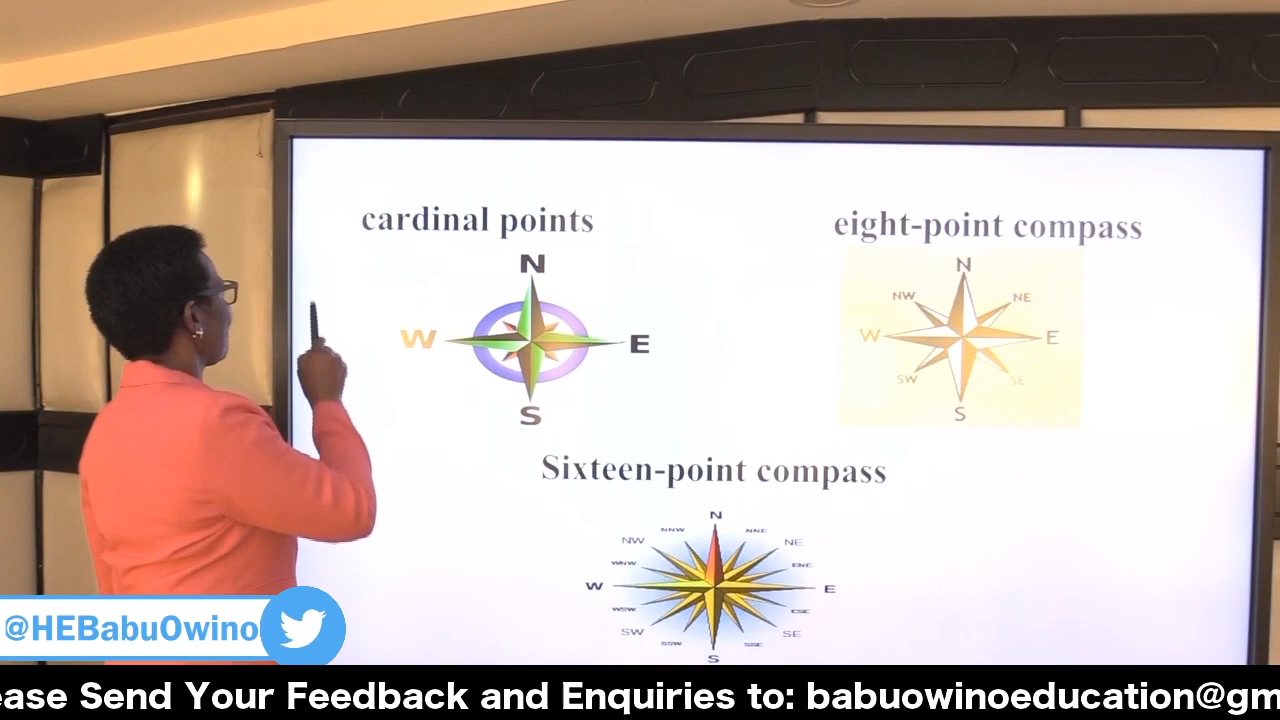 cardinal points
N
W
E
S
eight-point compass
N
NW
NE
W
E
SW
SE
S
Sixteen-point compass
N
NNW
NNE
NW
NE
WNW
ENE
W
E
WSW
ESE
SW
SE
SSW
SSE
S
@HEBabuOwino
ease Send Your Feedback and Enquiries to: babuowinoeducation@gm